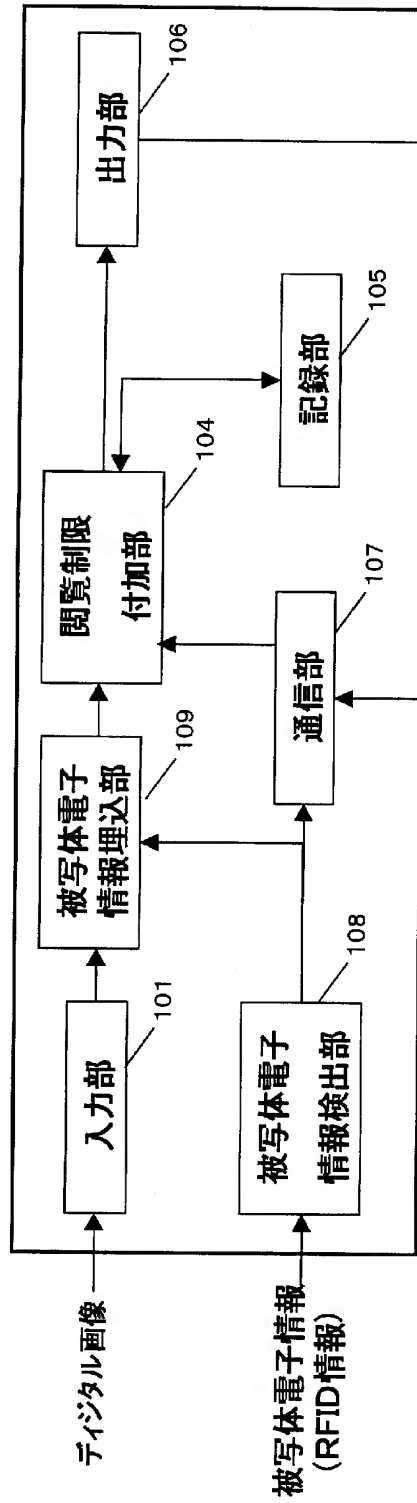 ディジタル画像
入力部
101
被写体電子
情報埋込部
109
閲覧制限
付加部
104
出力部
106
記録部
105
通信部
107
被写体電子情報
(RFID情報)
被写体電子
情報検出部
108